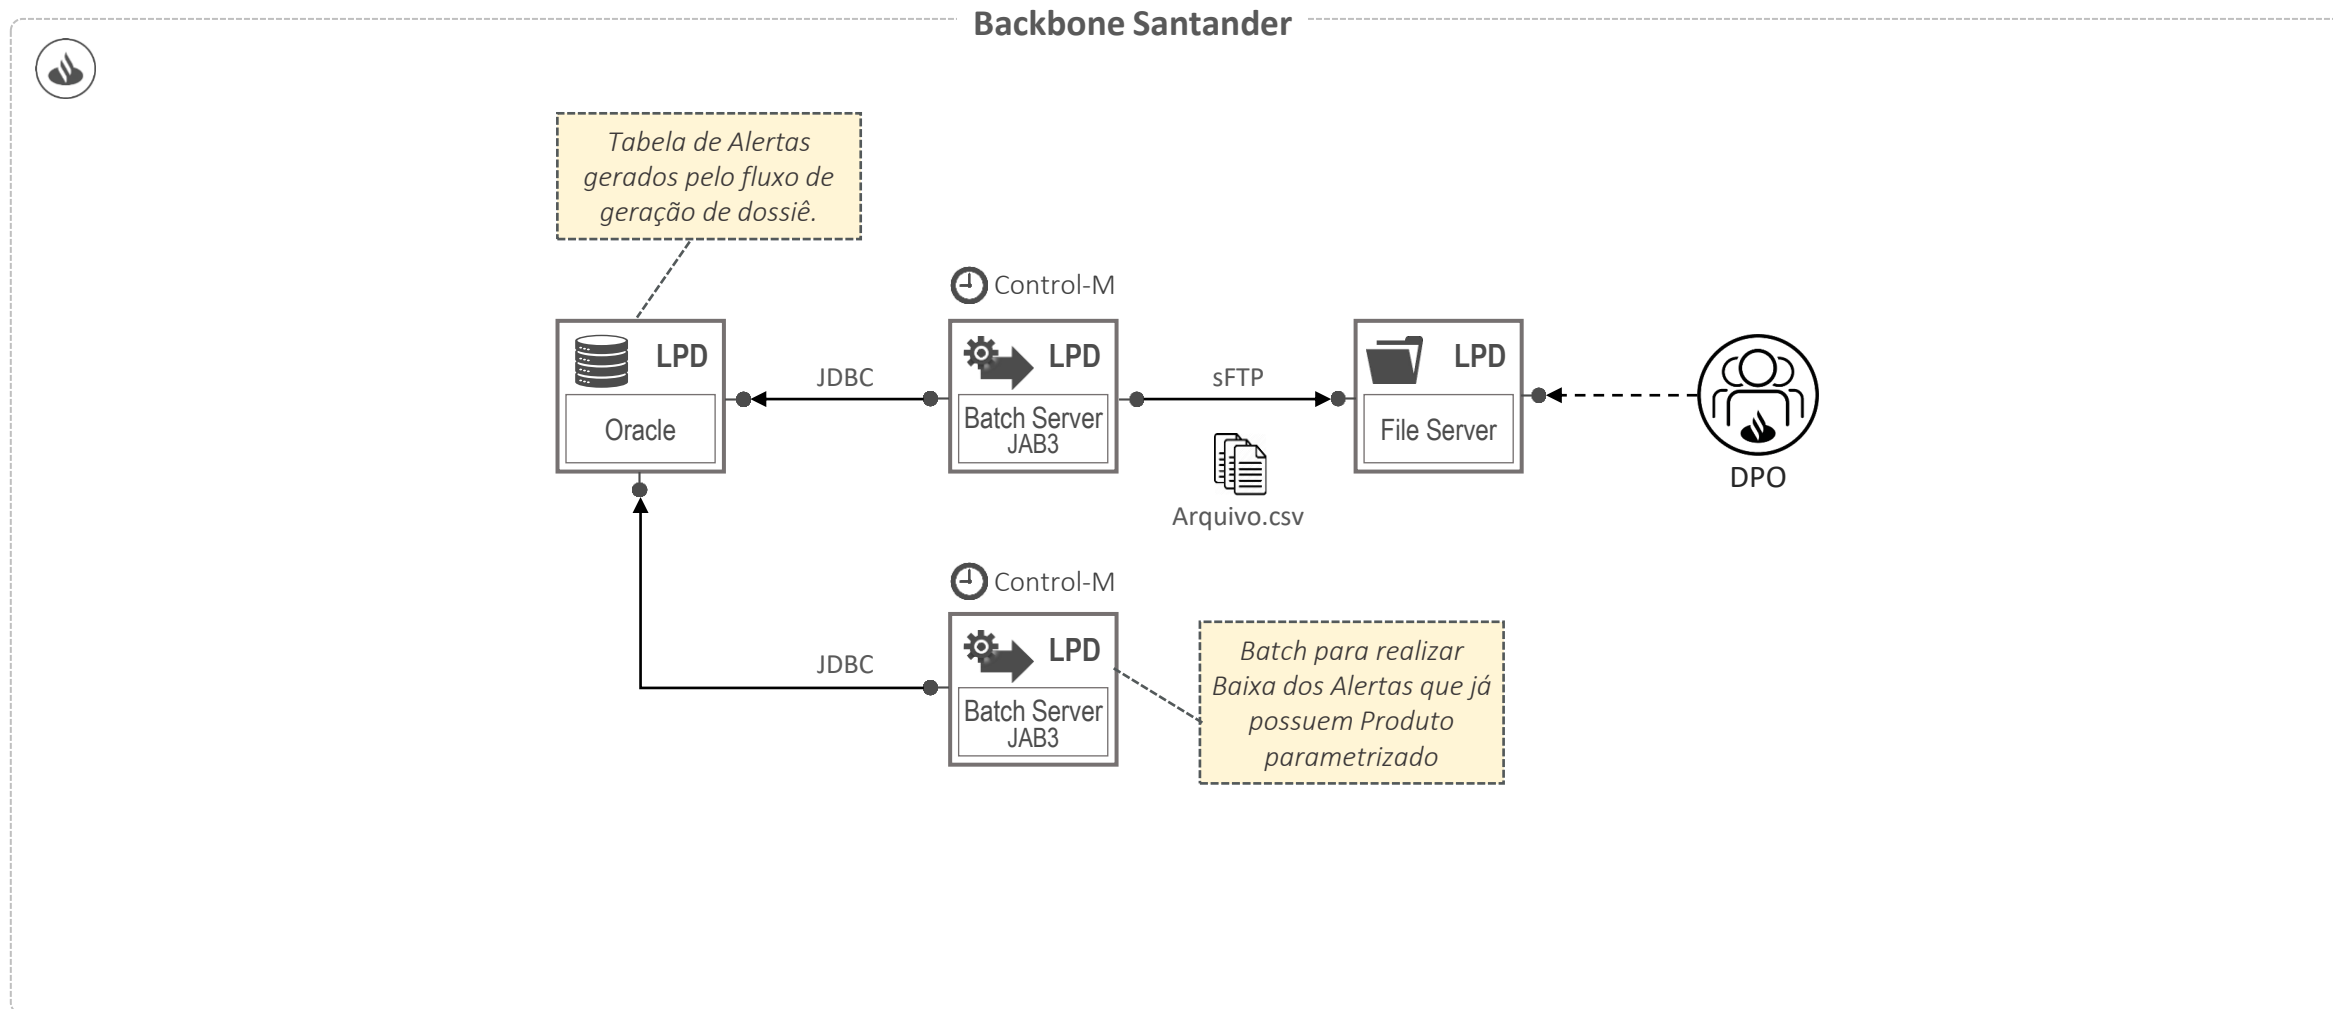 Backbone Santander
Tabela de Alertas
gerados pelo fluxo de
geração de dossiê.
Control-M
LPD
Oracle
JDBC
LPD
Batch Server
JAB3
sFTP
Arquivo.csv
LPD
File Server
DPO
Control-M
JDBC
LPD
Batch Server
JAB3
Batch para realizar
Baixa dos Alertas que já
possuem Produto
parametrizado